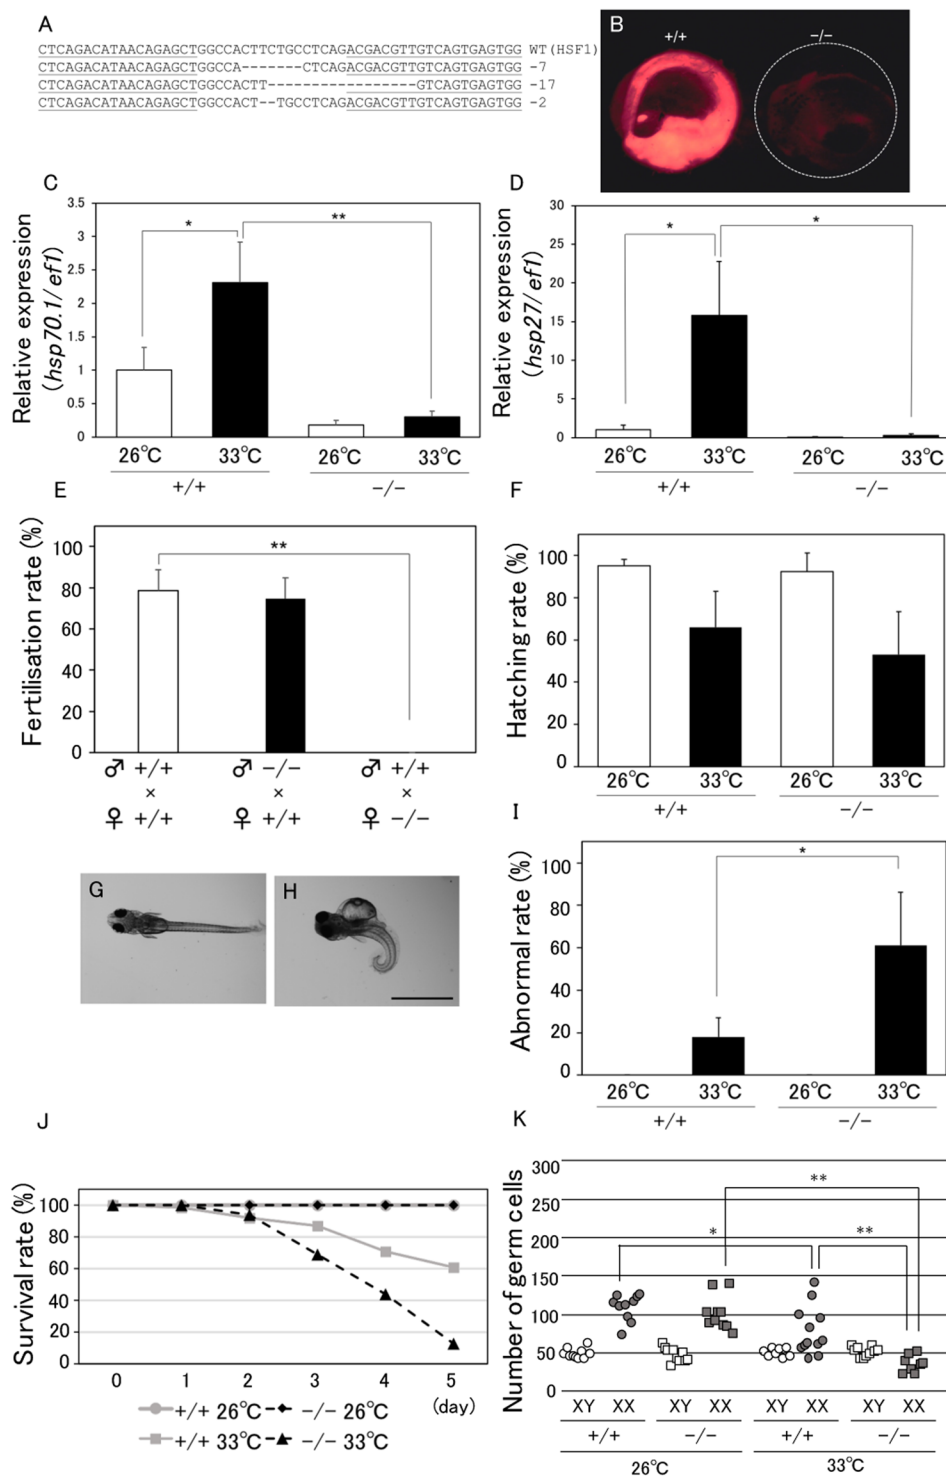 A
CTCAGACATAACAGAGCTGGCCACTTCTGCCTCAGACGACGTTGTCAGTGAGTGG WT(HSF1)
CTCAGACATAACAGAGCTGGCCA-------CTCAGACGACGTTGTCAGTGAGTGG -7
CTCAGACATAACAGAGCTGGCCACTT-----------------GTCAGTGAGTGG -17
CTCAGACATAACAGAGCTGGCCACT--TGCCTCAGACGACGTTGTCAGTGAGTGG -2
B
+/+ −/−
C
Relative expression
(hsp70.1/ef1)
3.5
3
2.5
2
1.5
1
0.5
0
* **
26℃ 33℃ 26℃ 33℃
+/+ −/−
D
Relative expression
(hsp27/ef1)
30
25
20
15
10
5
0
* *
26℃ 33℃ 26℃ 33℃
+/+ −/−
E
Fertilisation rate (%)
100
80
60
40
20
0
**
♂ +/+ ♂ −/− ♂ +/+
× × ×
♀ +/+ ♀ +/+ ♀ −/−
F
Hatching rate (%)
100
80
60
40
20
0
26℃ 33℃ 26℃ 33℃
+/+ −/−
G
H
I
Abnormal rate (%)
100
80
60
40
20
0
*
26℃ 33℃ 26℃ 33℃
+/+ −/−
J
Survival rate (%)
100
80
60
40
20
0
0 1 2 3 4 5
(day)
+/+ 26℃ −/− 26℃
+/+ 33℃ −/− 33℃
K
Number of germ cells
300
250
200
150
100
50
0
**
* **
XY XX XY XX XY XX XY XX
+/+ −/− +/+ −/−
26℃ 33℃